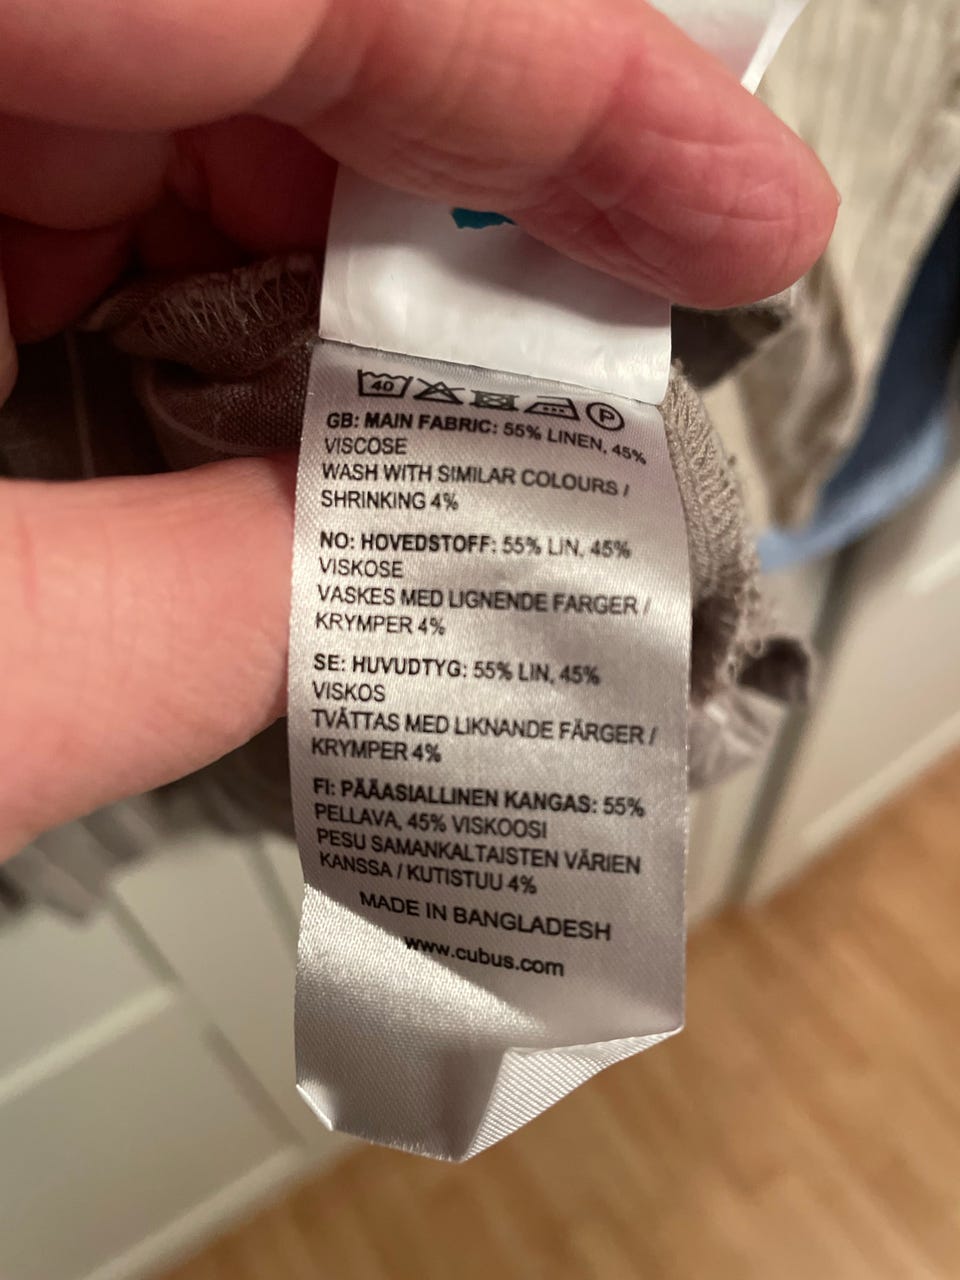 40 P
GB: MAIN FABRIC: 55% LINEN, 45%
VISCOSE
WASH WITH SIMILAR COLOURS /
SHRINKING 4%
NO: HOVEDSTOFF: 55% LIN, 45%
VISKOSE
VASKES MED LIGNENDE FARGER /
KRYMPER 4%
SE: HUVUDTYG: 55% LIN, 45%
VISKOS
TVÄTTAS MED LIKNANDE FÄRGER /
KRYMPER 4%
FI: PÄÄASIALLINEN KANGAS: 55%
PELLAVA, 45% VISKOOSI
PESU SAMANKALTAISTEN VÄRIEN
KANSSA / KUTISTUU 4%
MADE IN BANGLADESH
www.cubus.com